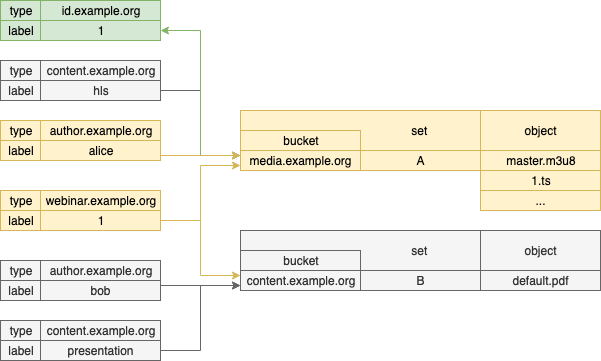 type id.example.org
label 1
type content.example.org
label hls
type author.example.org
label alice
type webinar.example.org
label 1
type author.example.org
label bob
type content.example.org
label presentation
set object
bucket
media.example.org A master.m3u8
1.ts
...
set object
bucket
content.example.org B default.pdf